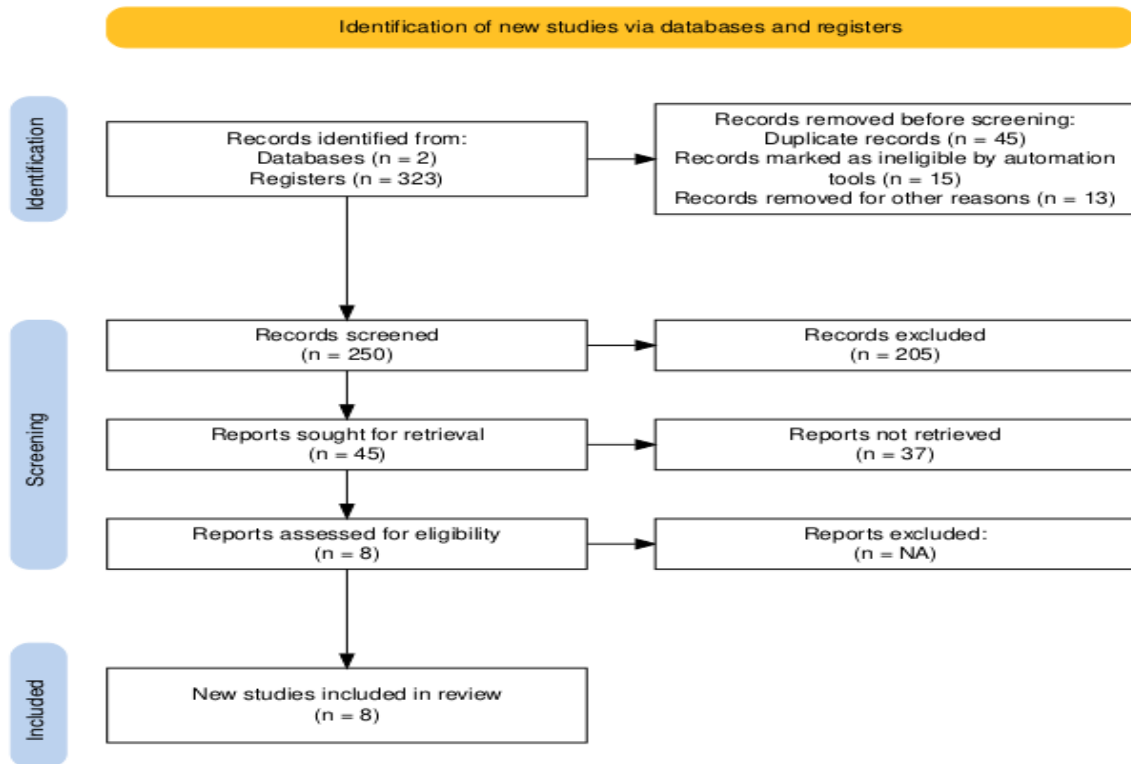 Identification of new studies via databases and registers
Identification
Records identified from:
Databases (n = 2)
Registers (n = 323)
Records removed before screening:
Duplicate records (n = 45)
Records marked as ineligible by automation
tools (n = 15)
Records removed for other reasons (n = 13)
Screening
Records screened
(n = 250)
Records excluded
(n = 205)
Reports sought for retrieval
(n = 45)
Reports not retrieved
(n = 37)
Reports assessed for eligibility
(n = 8)
Reports excluded:
(n = NA)
Included
New studies included in review
(n = 8)